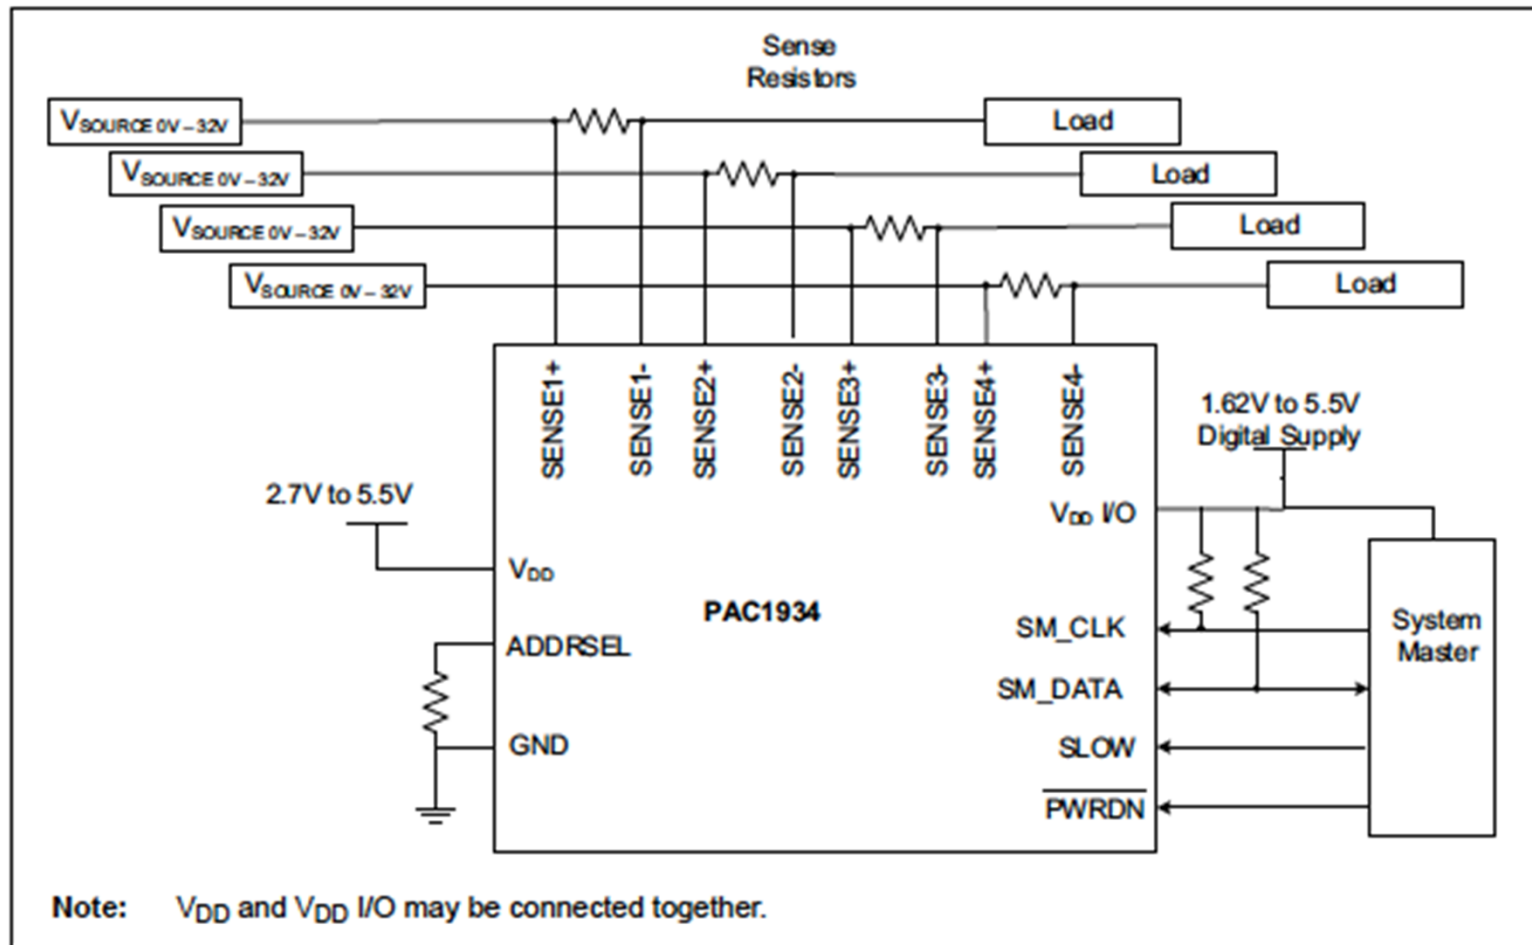 Sense
Resistors
VSOURCE 0V – 32V
Load
VSOURCE 0V – 32V
Load
VSOURCE 0V – 32V
Load
VSOURCE 0V – 32V
Load
SENSE1+
SENSE1-
SENSE2+
SENSE2-
SENSE3+
SENSE3-
SENSE4+
SENSE4-
1.62V to 5.5V
Digital Supply
2.7V to 5.5V
VDD I/O
VDD
PAC1934
SM_CLK
System
Master
ADDRSEL
SM_DATA
GND
SLOW
PWRDN
Note: VDD and VDD I/O may be connected together.